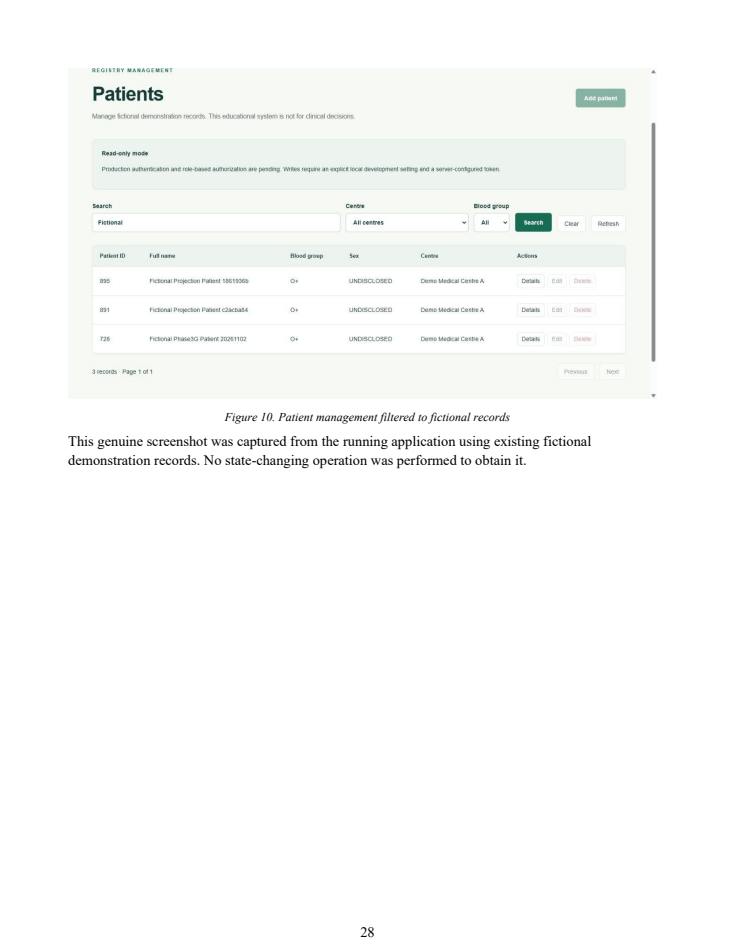 REGISTRY MANAGEMENT
Patients
Add patient
Manage fictional demonstration records. This educational system is not for clinical decisions.
Read-only mode
Production authentication and role-based authorization are pending. Writes require an explicit local development setting and a server-configured token.
Search Centre Blood group
Fictional All centres All Search Clear Refresh
Patient ID Full name Blood group Sex Centre Actions
895 Fictional Projection Patient 1861936b O+ UNDISCLOSED Demo Medical Centre A Details Edit Delete
891 Fictional Projection Patient c2acba84 O+ UNDISCLOSED Demo Medical Centre A Details Edit Delete
728 Fictional Phase3G Patient 20261102 O+ UNDISCLOSED Demo Medical Centre A Details Edit Delete
3 records · Page 1 of 1 Previous Next
Figure 10. Patient management filtered to fictional records
This genuine screenshot was captured from the running application using existing fictional
demonstration records. No state-changing operation was performed to obtain it.
28